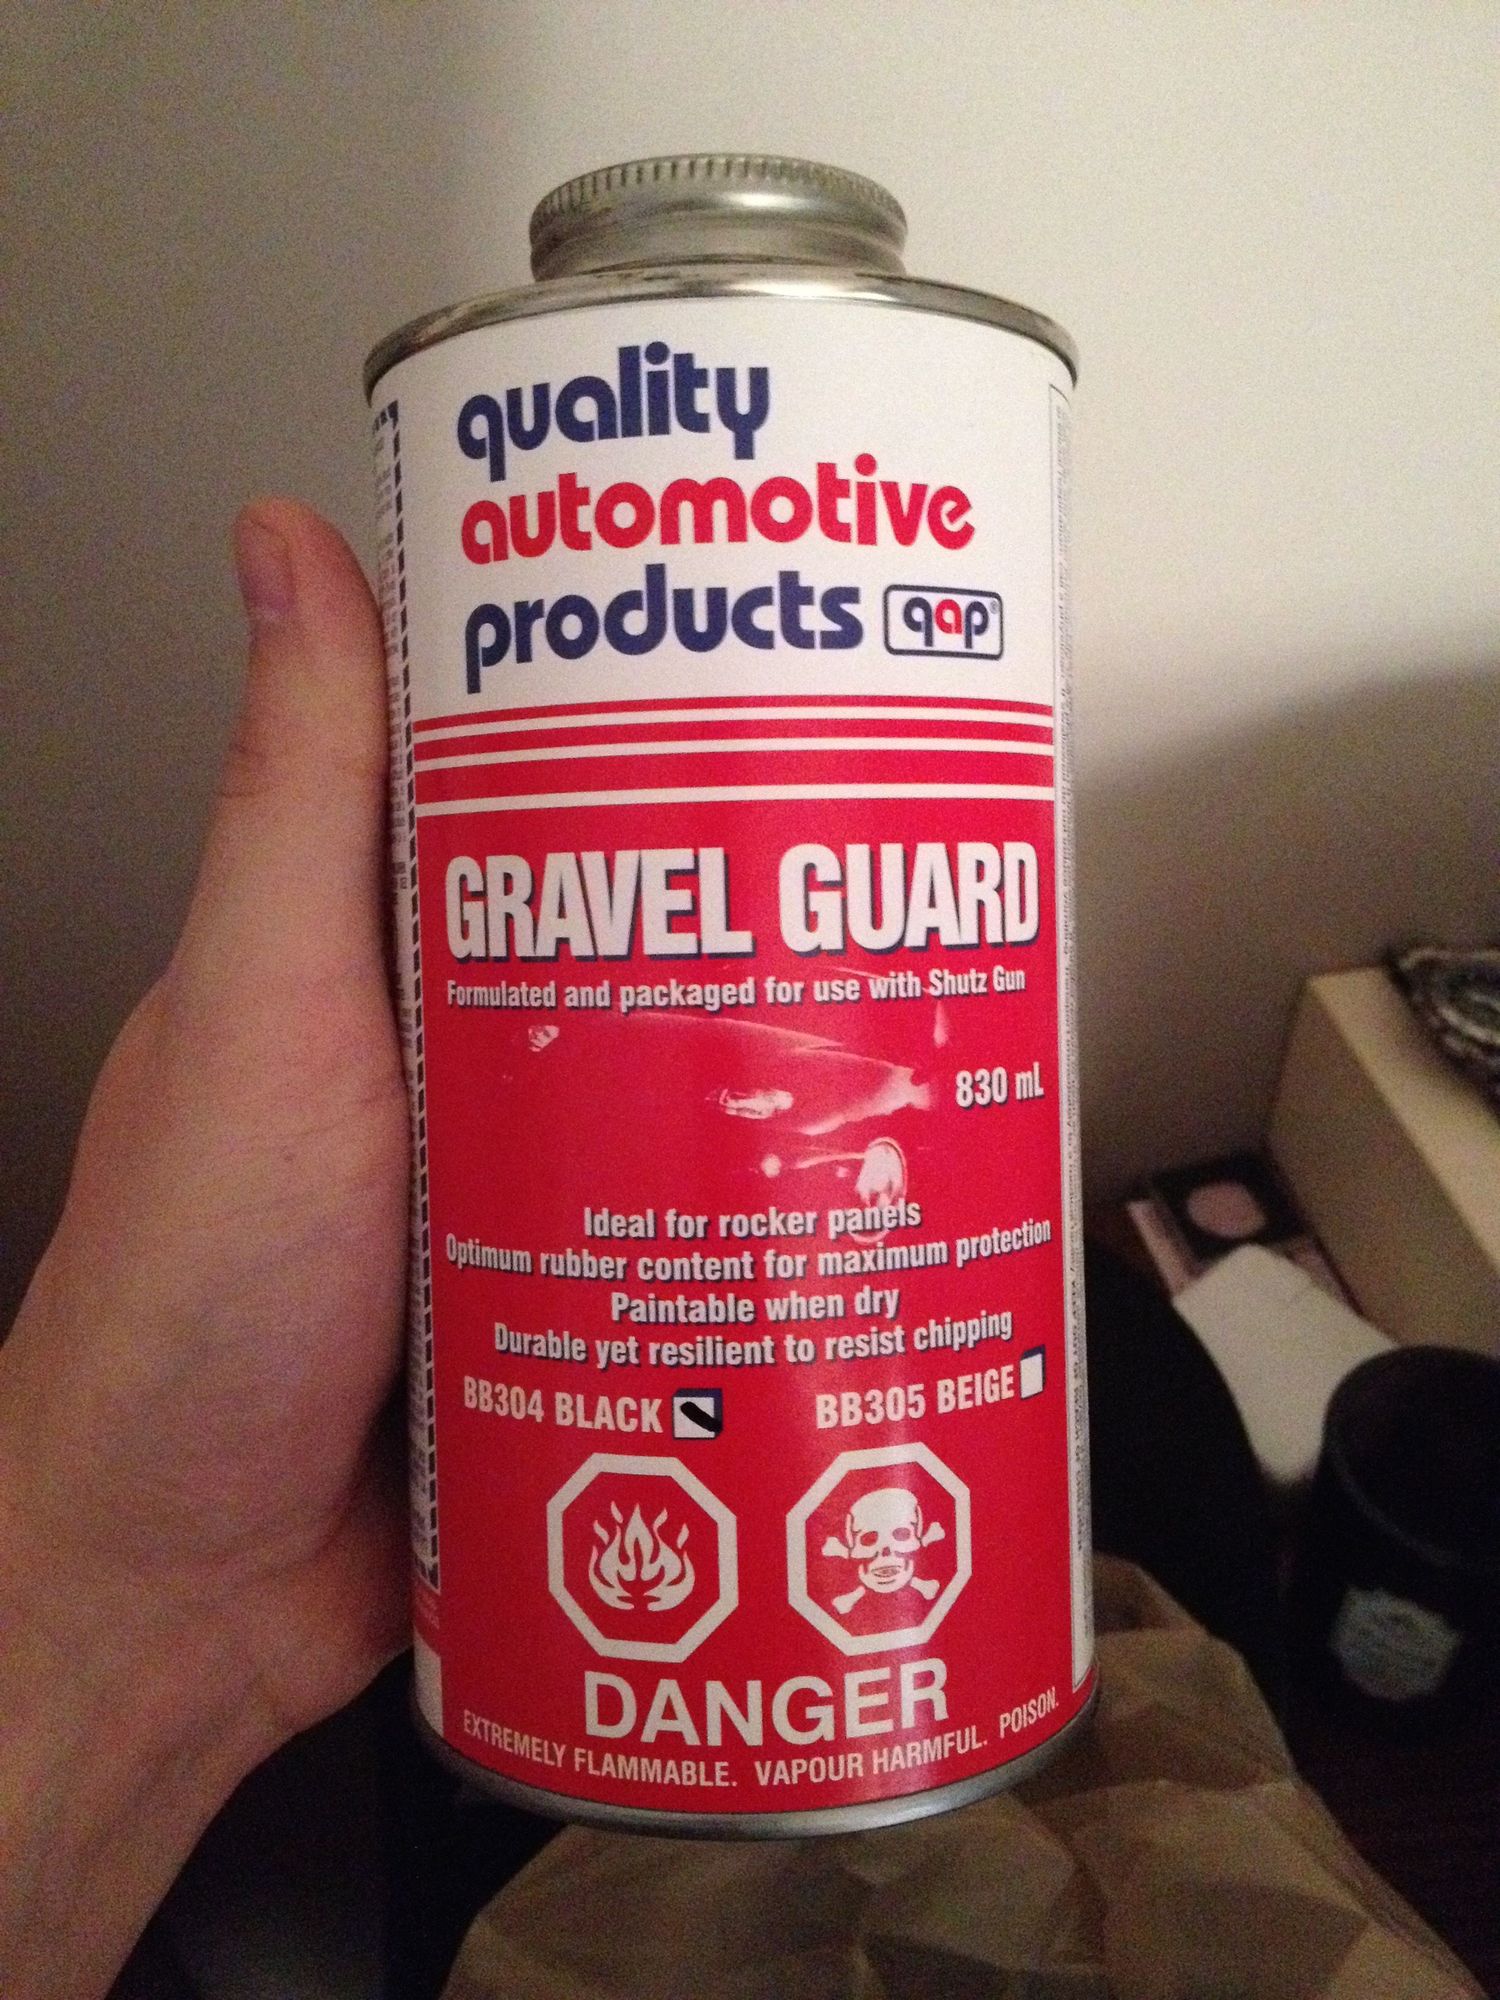 quality
automotive
products qap®
GRAVEL GUARD
Formulated and packaged for use with Shutz Gun
830 mL
Ideal for rocker panels
Optimum rubber content for maximum protection
Paintable when dry
Durable yet resilient to resist chipping
BB304 BLACK BB305 BEIGE
DANGER
EXTREMELY FLAMMABLE. VAPOUR HARMFUL. POISON.